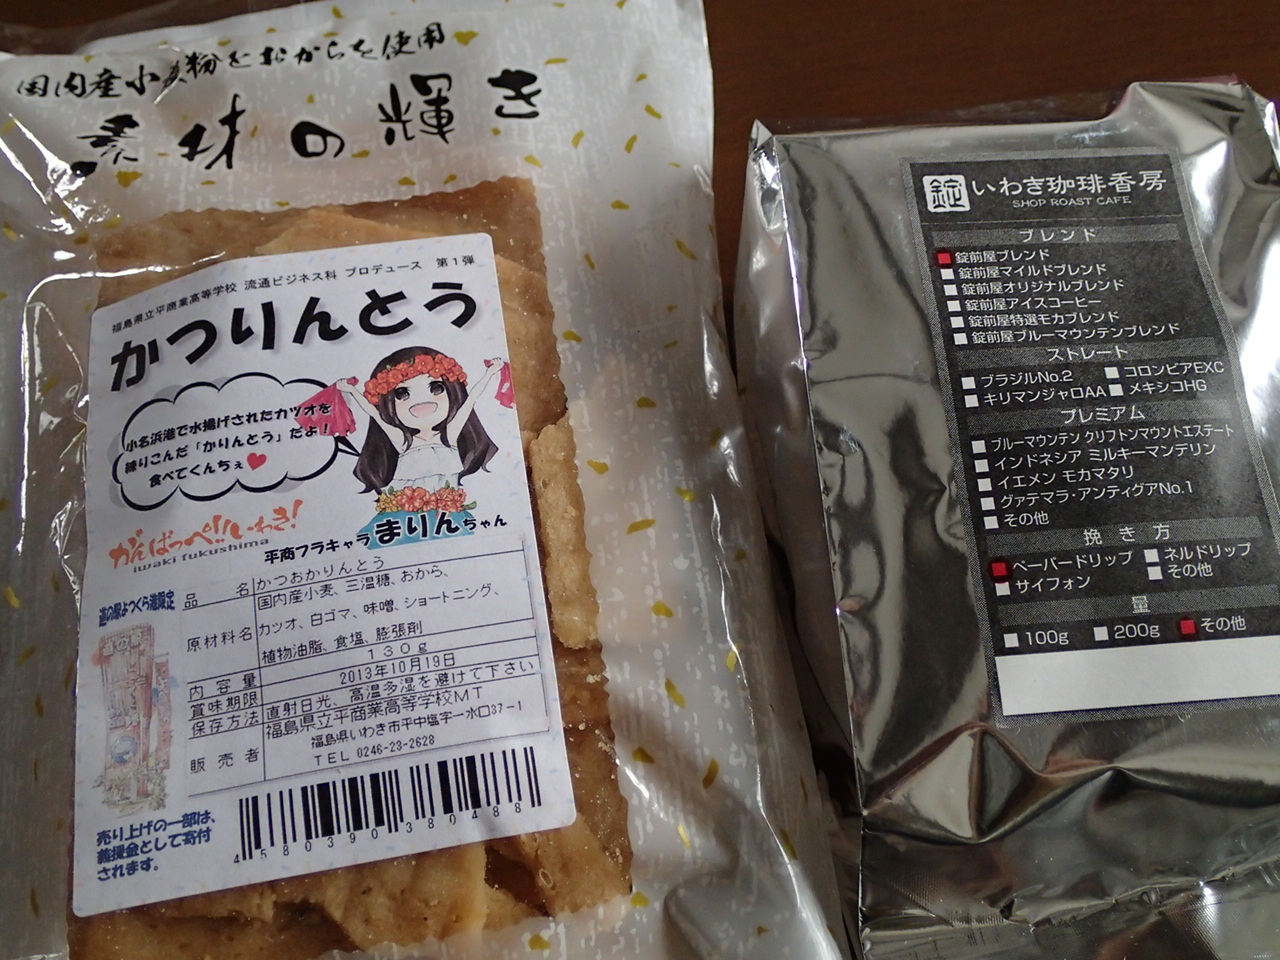 国内産小麦粉とおからを使用
素材の輝き
福島県立平商業高等学校 流通ビジネス科 プロデュース 第1弾
かつりんとう
小名浜港で水揚げされたカツオを
練りこんだ「かりんとう」だよ！
食べてくんちぇ♥
がんばっぺ!!いわき!
iwaki fukushima
平商フラキャラ まりんちゃん
道の駅よつくら港限定
品名 かつおかりんとう
原材料名 国内産小麦、三温糖、おから、
カツオ、白ゴマ、味噌、ショートニング、
植物油脂、食塩、膨張剤
内容量 130g
賞味期限 2013年10月19日
保存方法 直射日光、高温多湿を避けて下さい
販売者 福島県立平商業高等学校MT
福島県いわき市平中塩字一水口37-1
TEL 0246-23-2628
売り上げの一部は、
義援金として寄付
されます。
4580390380488
錠 いわき珈琲香房
SHOP ROAST CAFE
ブレンド
錠前屋ブレンド
錠前屋マイルドブレンド
錠前屋オリジナルブレンド
錠前屋アイスコーヒー
錠前屋特選モカブレンド
錠前屋ブルーマウンテンブレンド
ストレート
ブラジルNo.2 コロンビアEXC
キリマンジャロAA メキシコHG
プレミアム
ブルーマウンテン クリフトンマウントエステート
インドネシア ミルキーマンデリン
イエメン モカマタリ
グァテマラ・アンティグアNo.1
その他
挽き方
ペーパードリップ ネルドリップ
サイフォン その他
量
100g 200g その他